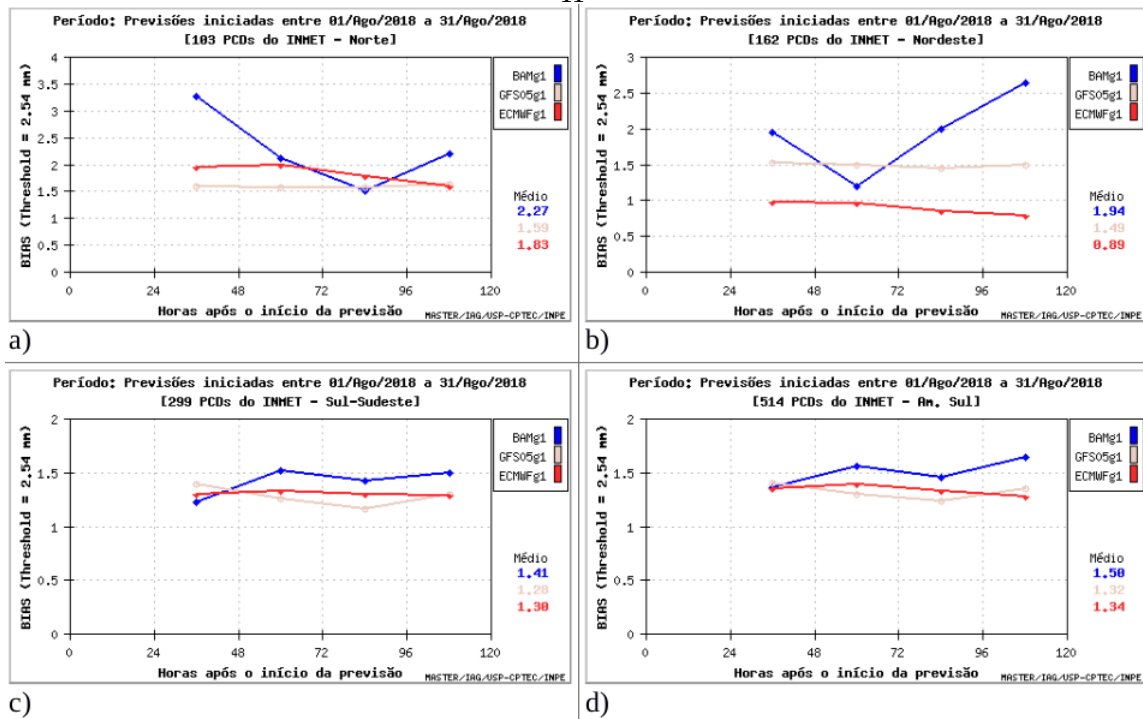 Período: Previsões iniciadas entre 01/Ago/2018 a 31/Ago/2018
[103 PCDs do INMET - Norte]
BIAS (Threshold = 2.54 mm)
4
3.5
3
2.5
2
1.5
1
0.5
0
0 24 48 72 96 120
Horas após o início da previsão
BAMg1
GFS05g1
ECMWFg1
Médio
2.27
1.59
1.83
MASTER/IAG/USP-CPTEC/INPE
a)
Período: Previsões iniciadas entre 01/Ago/2018 a 31/Ago/2018
[162 PCDs do INMET - Nordeste]
BIAS (Threshold = 2.54 mm)
3
2.5
2
1.5
1
0.5
0
0 24 48 72 96 120
Horas após o início da previsão
BAMg1
GFS05g1
ECMWFg1
Médio
1.94
1.49
0.89
MASTER/IAG/USP-CPTEC/INPE
b)
Período: Previsões iniciadas entre 01/Ago/2018 a 31/Ago/2018
[299 PCDs do INMET - Sul-Sudeste]
BIAS (Threshold = 2.54 mm)
2
1.5
1
0.5
0
0 24 48 72 96 120
Horas após o início da previsão
BAMg1
GFS05g1
ECMWFg1
Médio
1.41
1.28
1.30
MASTER/IAG/USP-CPTEC/INPE
c)
Período: Previsões iniciadas entre 01/Ago/2018 a 31/Ago/2018
[514 PCDs do INMET - Am. Sul]
BIAS (Threshold = 2.54 mm)
2
1.5
1
0.5
0
0 24 48 72 96 120
Horas após o início da previsão
BAMg1
GFS05g1
ECMWFg1
Médio
1.50
1.32
1.34
MASTER/IAG/USP-CPTEC/INPE
d)